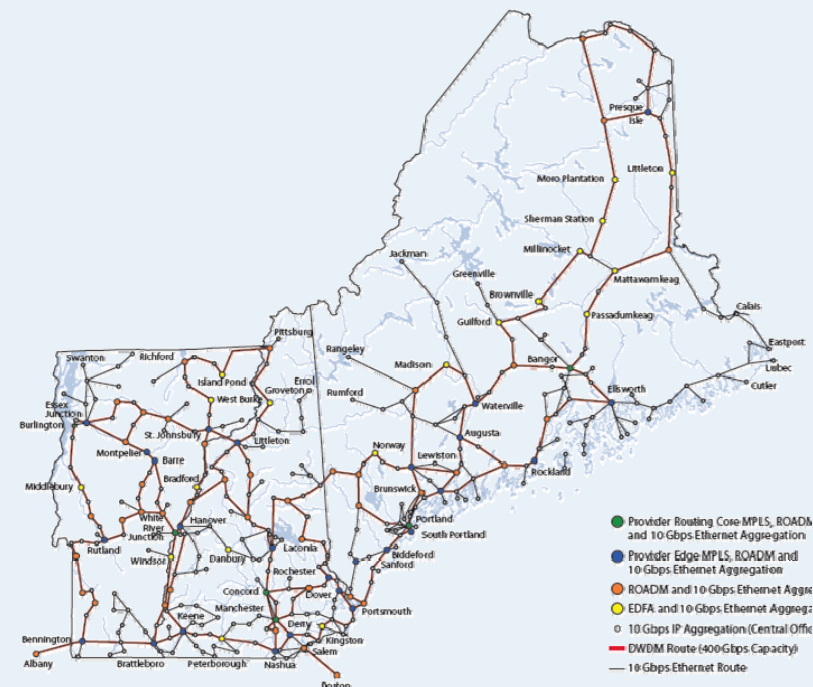 Presque
Isle
Moro Plantation
Littleton
Sherman Station
Millinocket
Jackman
Greenville
Mattawamkeag
Brownville
Calais
Guilford
Passadumkeag
Pittsburg
Eastport
Swanton
Richford
Rangeley
Madison
Bangor
Lubec
Island Pond
Errol
Groveton
Cutler
Essex
Junction
West Burke
Rumford
Ellsworth
Burlington
Waterville
St. Johnsbury
Littleton
Augusta
Montpelier
Barre
Norway
Lewiston
Rockland
Middlebury
Bradford
Brunswick
White
River
Junction
Hanover
Portland
South Portland
Rutland
Laconia
Biddeford
Windsor
Danbury
Sanford
Rochester
Concord
Dover
Manchester
Portsmouth
Keene
Derry
Bennington
Kingston
Salem
Albany
Brattleboro
Peterborough
Nashua
Provider Routing Core MPLS, ROADM
and 10 Gbps Ethernet Aggregation
Provider Edge MPLS, ROADM and
10 Gbps Ethernet Aggregation
ROADM and 10 Gbps Ethernet
EDFA and 10 Gbps Ethernet
10 Gbps IP Aggregation (Central
DWDM Route (400 Gbps Capacity)
10 Gbps Ethernet Route